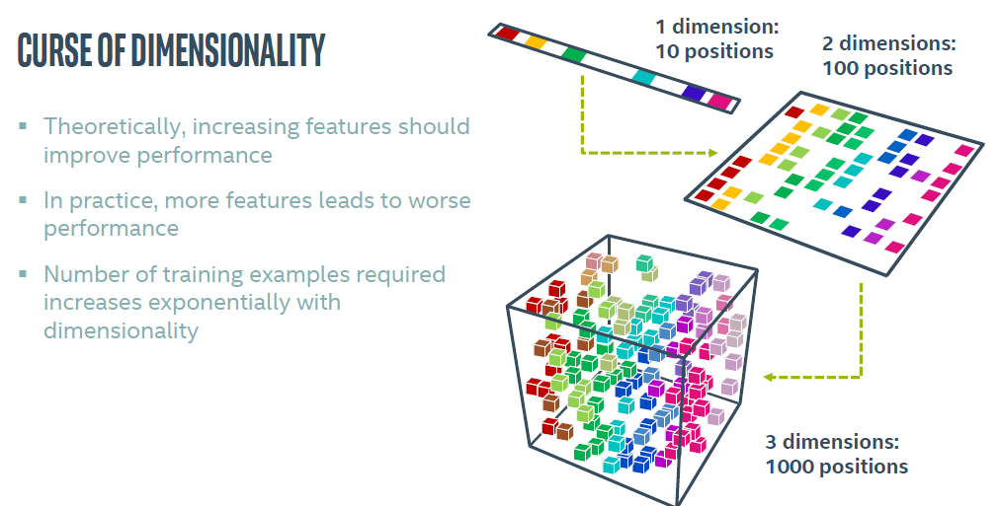 CURSE OF DIMENSIONALITY
▪ Theoretically, increasing features should
improve performance
▪ In practice, more features leads to worse
performance
▪ Number of training examples required
increases exponentially with
dimensionality
1 dimension:
10 positions
2 dimensions:
100 positions
3 dimensions:
1000 positions